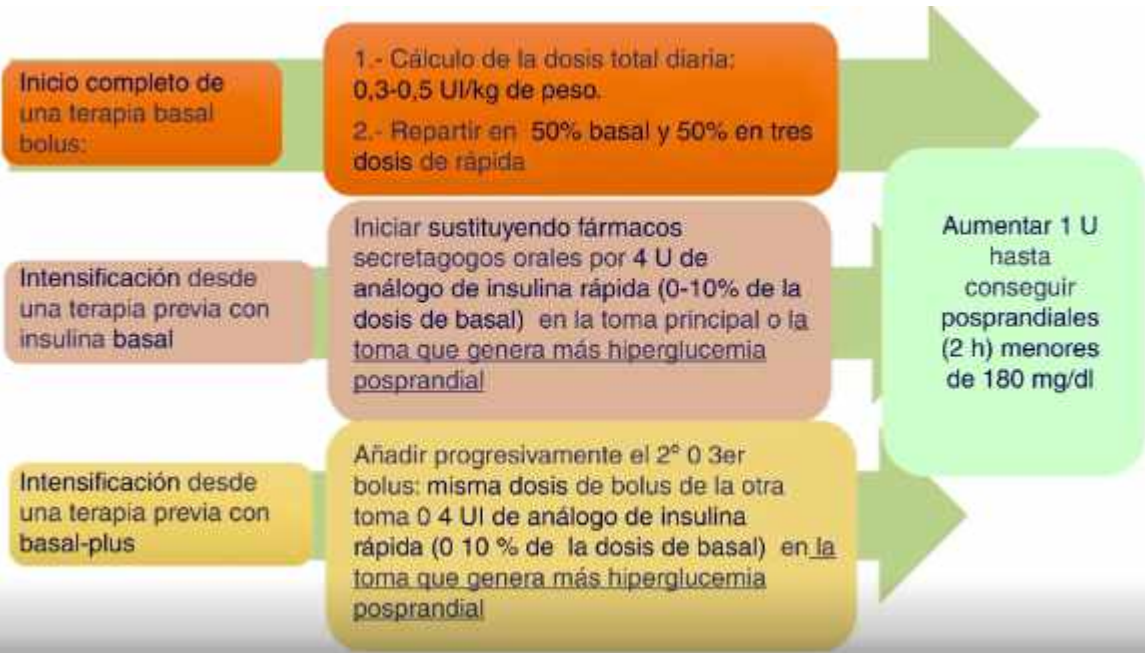 Inicio completo de
una terapia basal
bolus:
1.- Cálculo de la dosis total diaria:
0,3-0,5 UI/kg de peso.
2.- Repartir en 50% basal y 50% en tres
dosis de rápida
Intensificación desde
una terapia previa con
insulina basal
Iniciar sustituyendo fármacos
secretagogos orales por 4 U de
análogo de insulina rápida (0-10% de la
dosis de basal) en la toma principal o la
toma que genera más hiperglucemia
posprandial
Intensificación desde
una terapia previa con
basal-plus
Añadir progresivamente el 2º 0 3er
bolus: misma dosis de bolus de la otra
toma 0 4 UI de análogo de insulina
rápida (0 10 % de la dosis de basal) en la
toma que genera más hiperglucemia
posprandial
Aumentar 1 U
hasta
conseguir
posprandiales
(2 h) menores
de 180 mg/dl